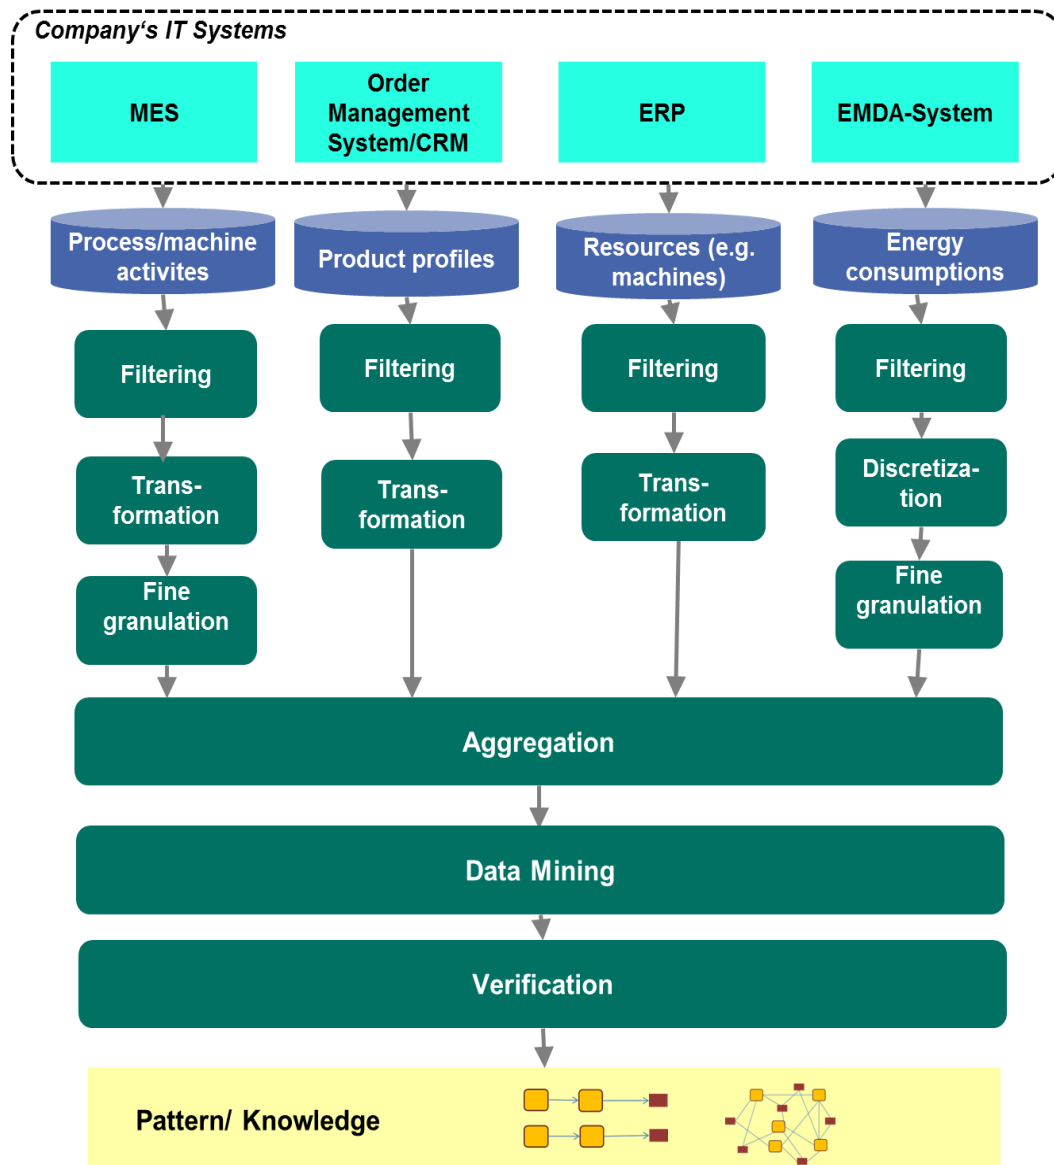 Company‘s IT Systems
MES
Order
Management
System/CRM
ERP
EMDA-System
Process/machine
activites
Product profiles
Resources (e.g.
machines)
Energy
consumptions
Filtering
Filtering
Filtering
Filtering
Trans-
formation
Trans-
formation
Trans-
formation
Discretiza-
tion
Fine
granulation
Fine
granulation
Aggregation
Data Mining
Verification
Pattern/ Knowledge